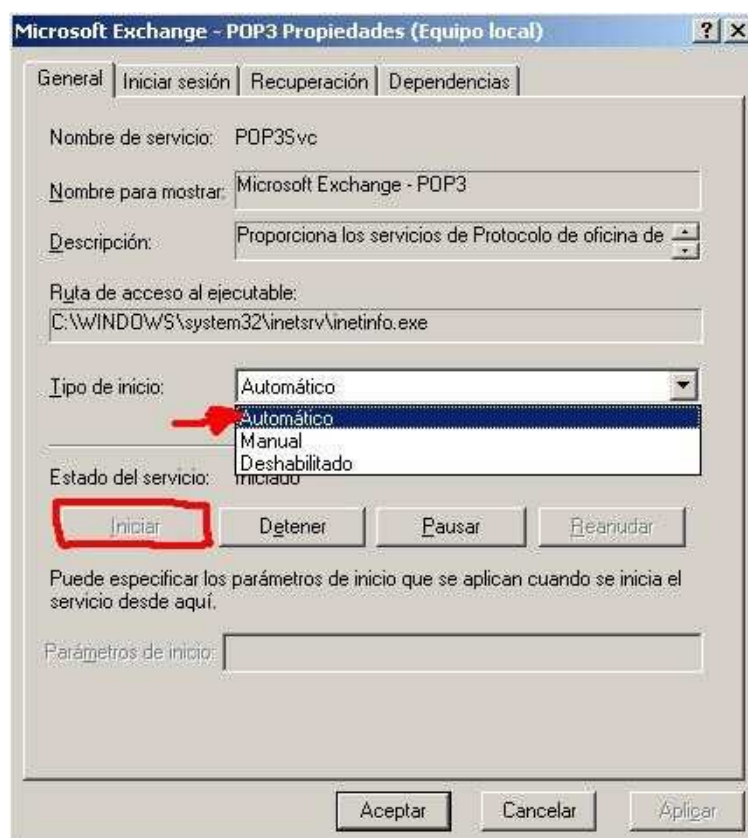 Microsoft Exchange - POP3 Propiedades (Equipo local)
General Iniciar sesión Recuperación Dependencias
Nombre de servicio: POP3Svc
Nombre para mostrar: Microsoft Exchange - POP3
Descripción: Proporciona los servicios de Protocolo de oficina de
Ruta de acceso al ejecutable:
C:\WINDOWS\system32\inetsrv\inetinfo.exe
Tipo de inicio: Automático
Automático
Manual
Deshabilitado
Estado del servicio: Iniciado
Iniciar Detener Pausar Reanudar
Puede especificar los parámetros de inicio que se aplican cuando se inicia el
servicio desde aquí.
Parámetros de inicio:
Aceptar Cancelar Aplicar